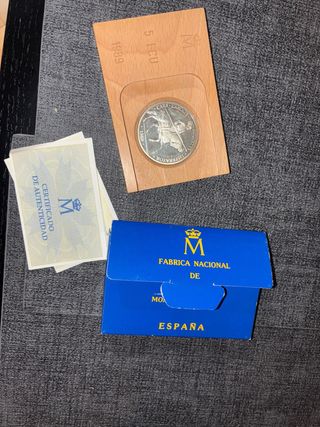 M
5 ECU
1989
CERTIFICADO
DE AUTENTICIDAD
M
M
FABRICA NACIONAL
DE
ESPAÑA